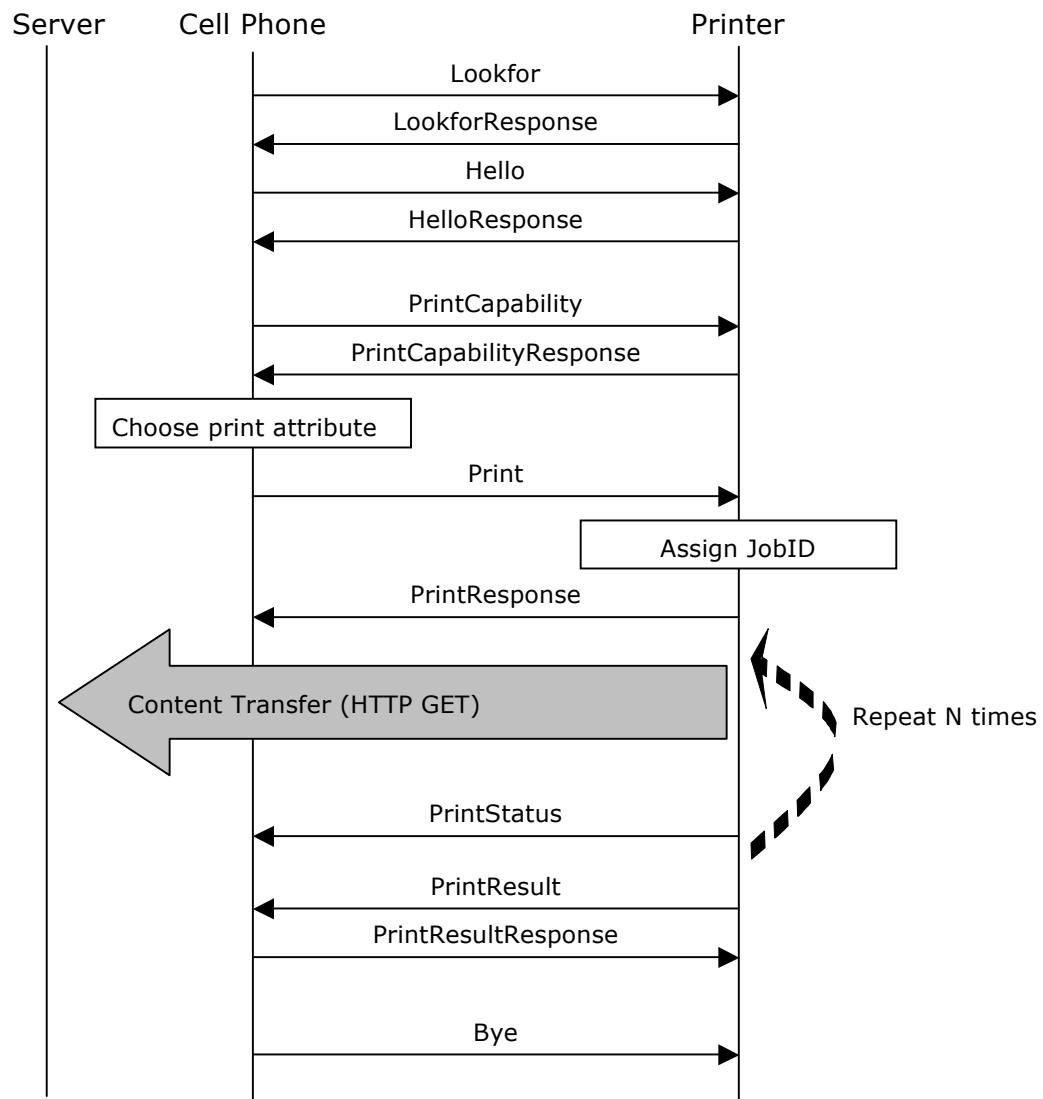 Server Cell Phone Printer
Lookfor
LookforResponse
Hello
HelloResponse
PrintCapability
PrintCapabilityResponse
Choose print attribute
Print
Assign JobID
PrintResponse
Content Transfer (HTTP GET)
Repeat N times
PrintStatus
PrintResult
PrintResultResponse
Bye